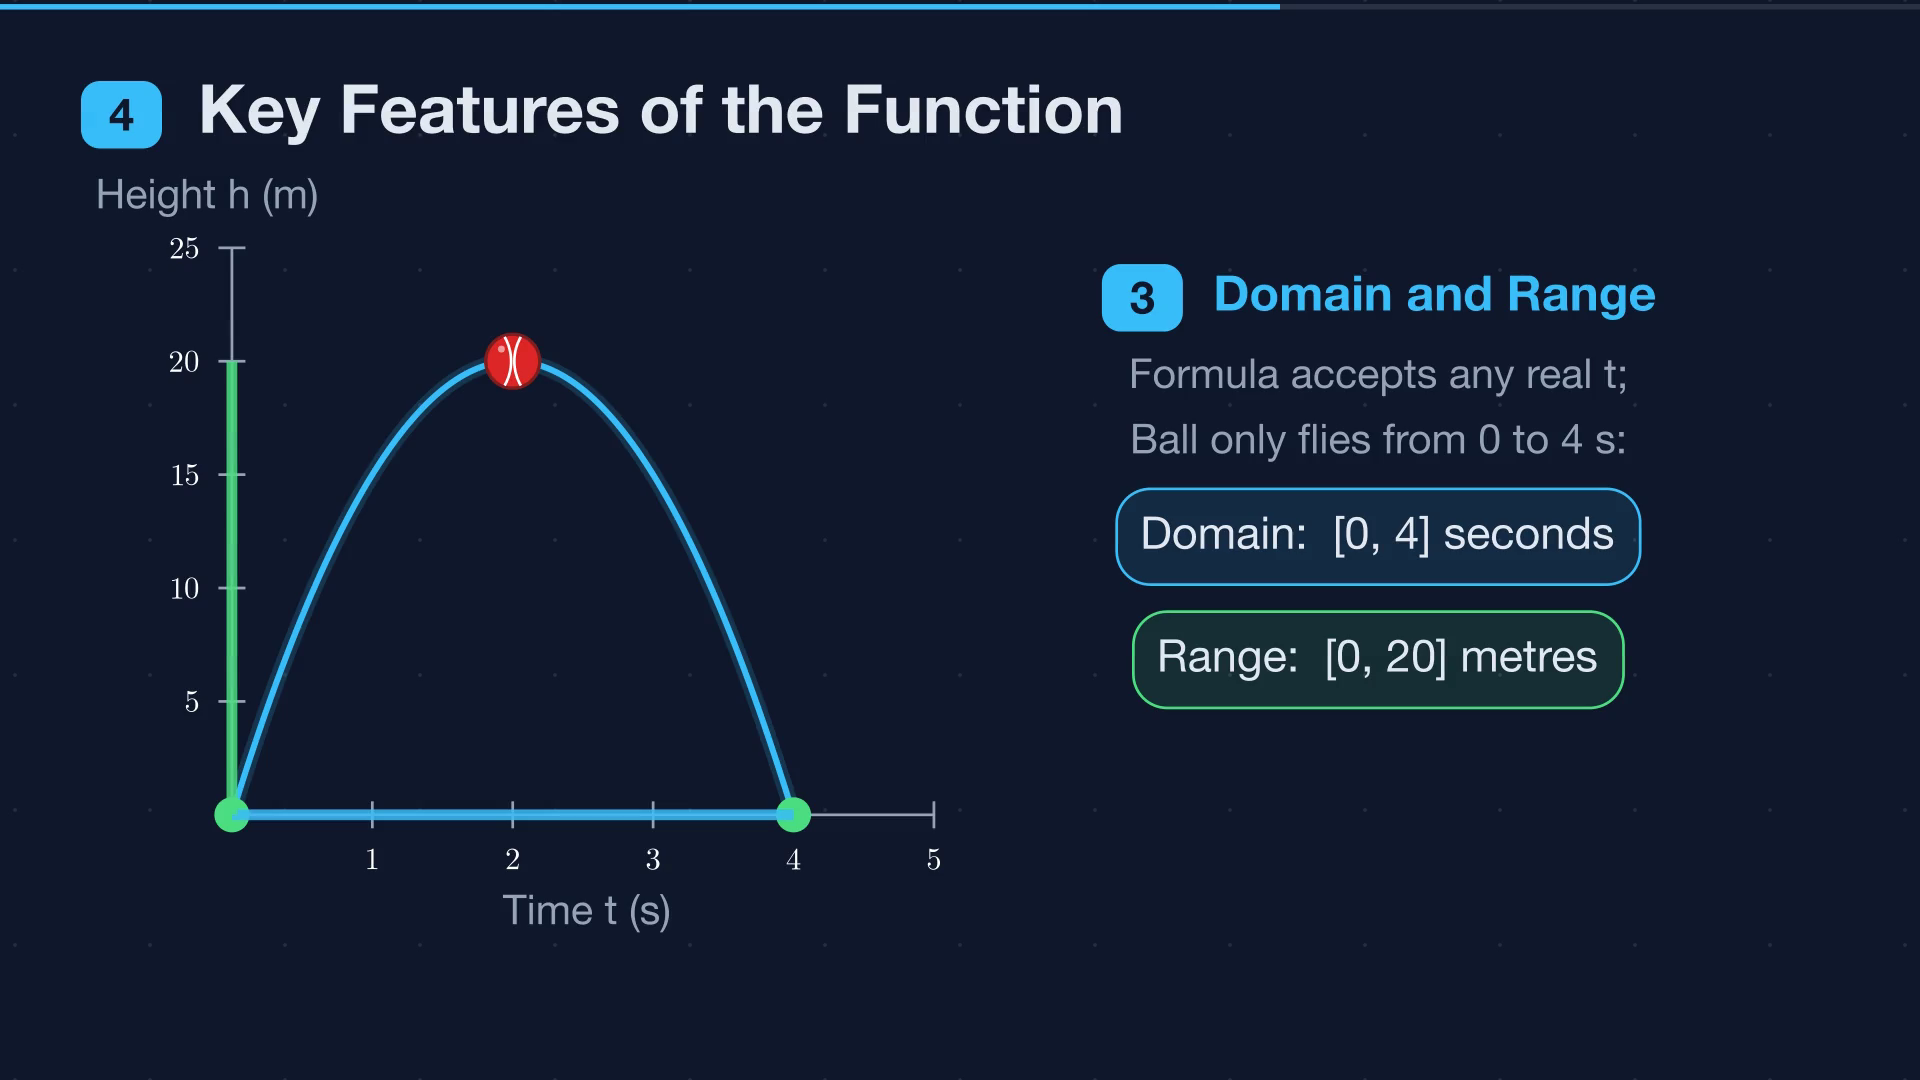 4 Key Features of the Function
Height h (m)
25
20
15
10
5
1 2 3 4 5
Time t (s)
3 Domain and Range
Formula accepts any real t;
Ball only flies from 0 to 4 s:
Domain: [0, 4] seconds
Range: [0, 20] metres